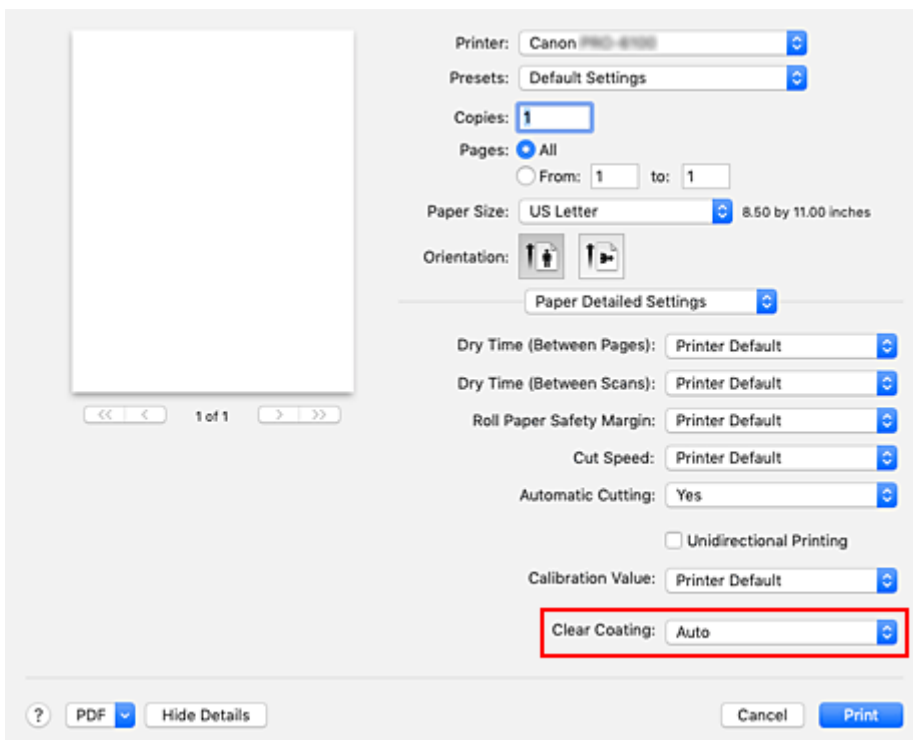 Printer: Canon
Presets: Default Settings
Copies: 1
Pages: All
From: 1 to: 1
Paper Size: US Letter 8.50 by 11.00 inches
Orientation:
Paper Detailed Settings
Dry Time (Between Pages): Printer Default
Dry Time (Between Scans): Printer Default
<< < 1 of 1 > >>
Roll Paper Safety Margin: Printer Default
Cut Speed: Printer Default
Automatic Cutting: Yes
Unidirectional Printing
Calibration Value: Printer Default
Clear Coating: Auto
? PDF Hide Details Cancel Print